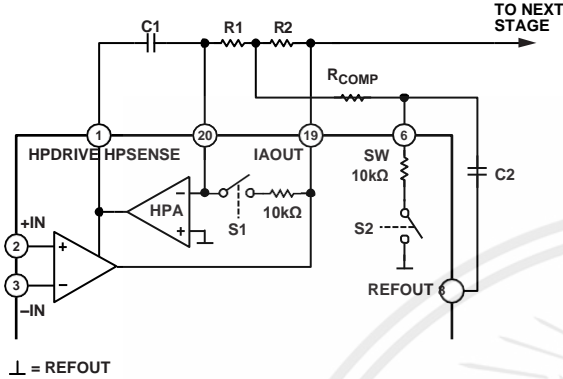 TO NEXT
STAGE
C1
R1
R2
RCOMP
1
20
19
6
HPDRIVE HPSENSE
IAOUT
SW
10kΩ
C2
HPA
–
+
S1
10kΩ
S2
+IN
2
+
3
–
–IN
REFOUT 8
⊥ = REFOUT